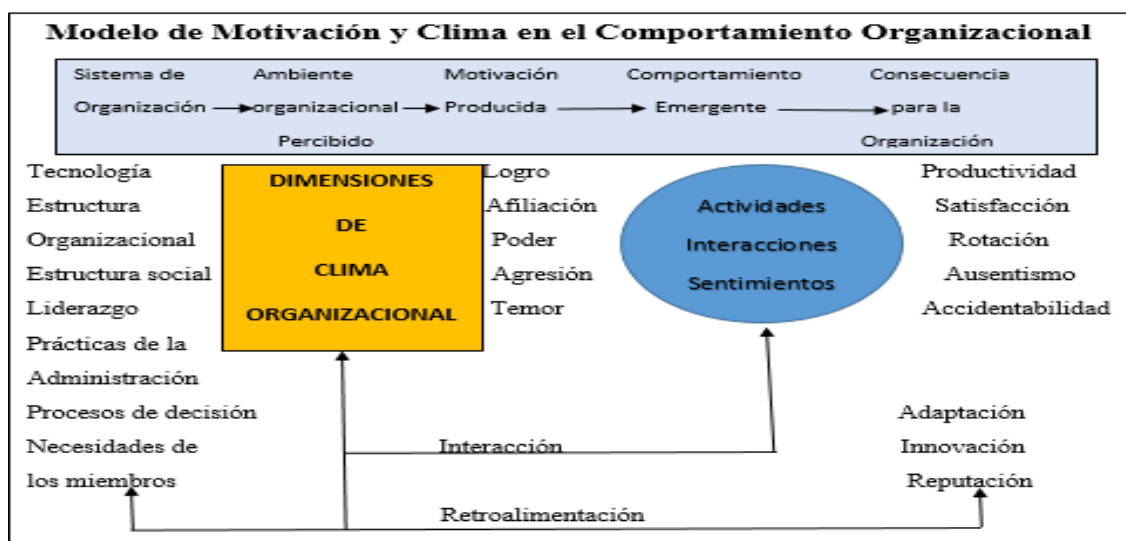 Modelo de Motivación y Clima en el Comportamiento Organizacional
Sistema de Ambiente Motivación Comportamiento Consecuencia
Organización organizacional Producida Emergente para la
Percibido Organización
Tecnología DIMENSIONES Logro Productividad
Estructura DE Afiliación Actividades Satisfacción
Organizacional CLIMA Poder Interacciones Rotación
Estructura social ORGANIZACIONAL Agresión Sentimientos Ausentismo
Liderazgo Temor Accidentabilidad
Prácticas de la
Administración
Procesos de decisión Adaptación
Necesidades de Interacción Innovación
los miembros Reputación
Retroalimentación